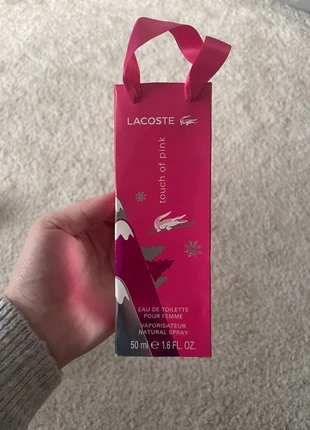 LACOSTE
touch of pink
EAU DE TOILETTE
POUR FEMME
VAPORISATEUR
NATURAL SPRAY
50 ml e 1.6 FL. OZ.